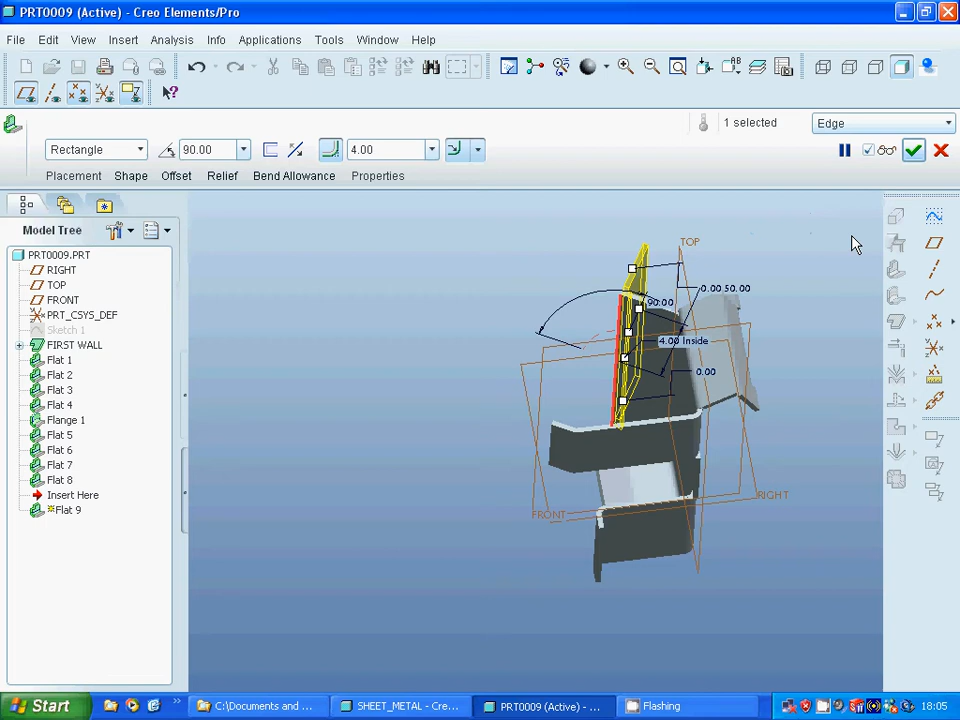 PRT0009 (Active) - Creo Elements/Pro
File Edit View Insert Analysis Info Applications Tools Window Help
1 selected Edge
Rectangle 90.00 4.00
Placement Shape Offset Relief Bend Allowance Properties
Model Tree
PRT0009.PRT
RIGHT
TOP
FRONT
PRT_CSYS_DEF
Sketch 1
FIRST WALL
Flat 1
Flat 2
Flat 3
Flat 4
Flange 1
Flat 5
Flat 6
Flat 7
Flat 8
Insert Here
Flat 9
TOP
0.00 50.00
90.00
4.00 Inside
0.00
RIGHT
FRONT
Start C:\Documents and ... SHEET_METAL - Cre... PRT0009 (Active) - ... Flashing 18:05